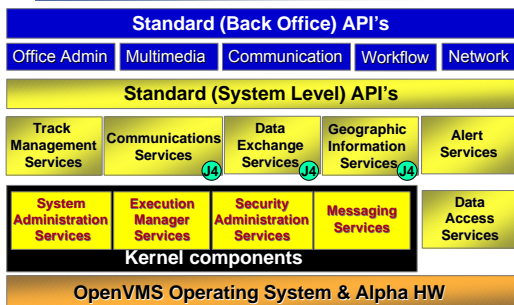 Standard (Back Office) API's
Office Admin
Multimedia
Communication
Workflow
Network
Standard (System Level) API's
Track
Management
Services
Communications
Services
J4
Data
Exchange
Services
J4
Geographic
Information
Services
J4
Alert
Services
System
Administration
Services
Execution
Manager
Services
Security
Administration
Services
Messaging
Services
Data
Access
Services
Kernel components
OpenVMS Operating System & Alpha HW